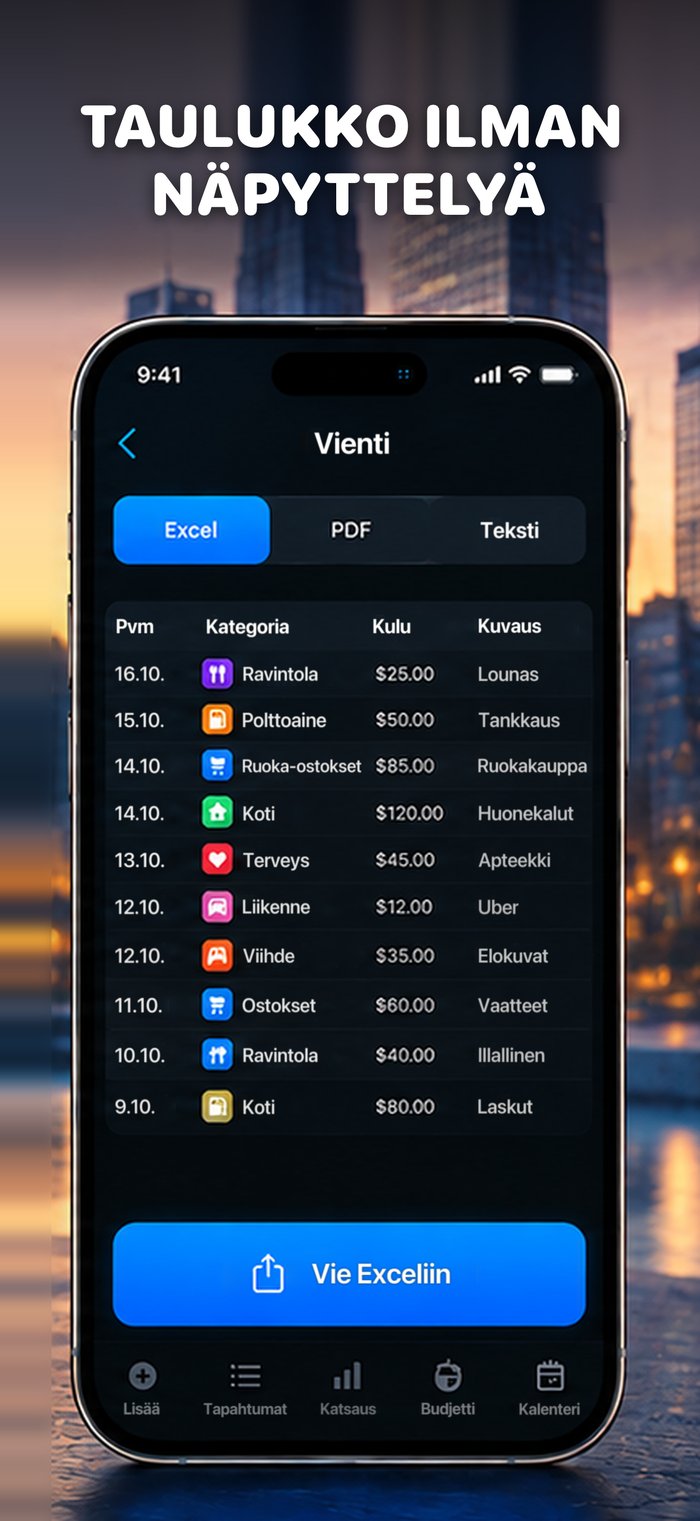 TAULUKKO ILMAN
NÄPYTTELYÄ
9:41
Vienti
Excel PDF Teksti
Pvm Kategoria Kulu Kuvaus
16.10. Ravintola $25.00 Lounas
15.10. Polttoaine $50.00 Tankkaus
14.10. Ruoka-ostokset $85.00 Ruokakauppa
14.10. Koti $120.00 Huonekalut
13.10. Terveys $45.00 Apteekki
12.10. Liikenne $12.00 Uber
12.10. Viihde $35.00 Elokuvat
11.10. Ostokset $60.00 Vaatteet
10.10. Ravintola $40.00 Illallinen
9.10. Koti $80.00 Laskut
Vie Exceliin
Lisää Tapahtumat Katsaus Budjetti Kalenteri